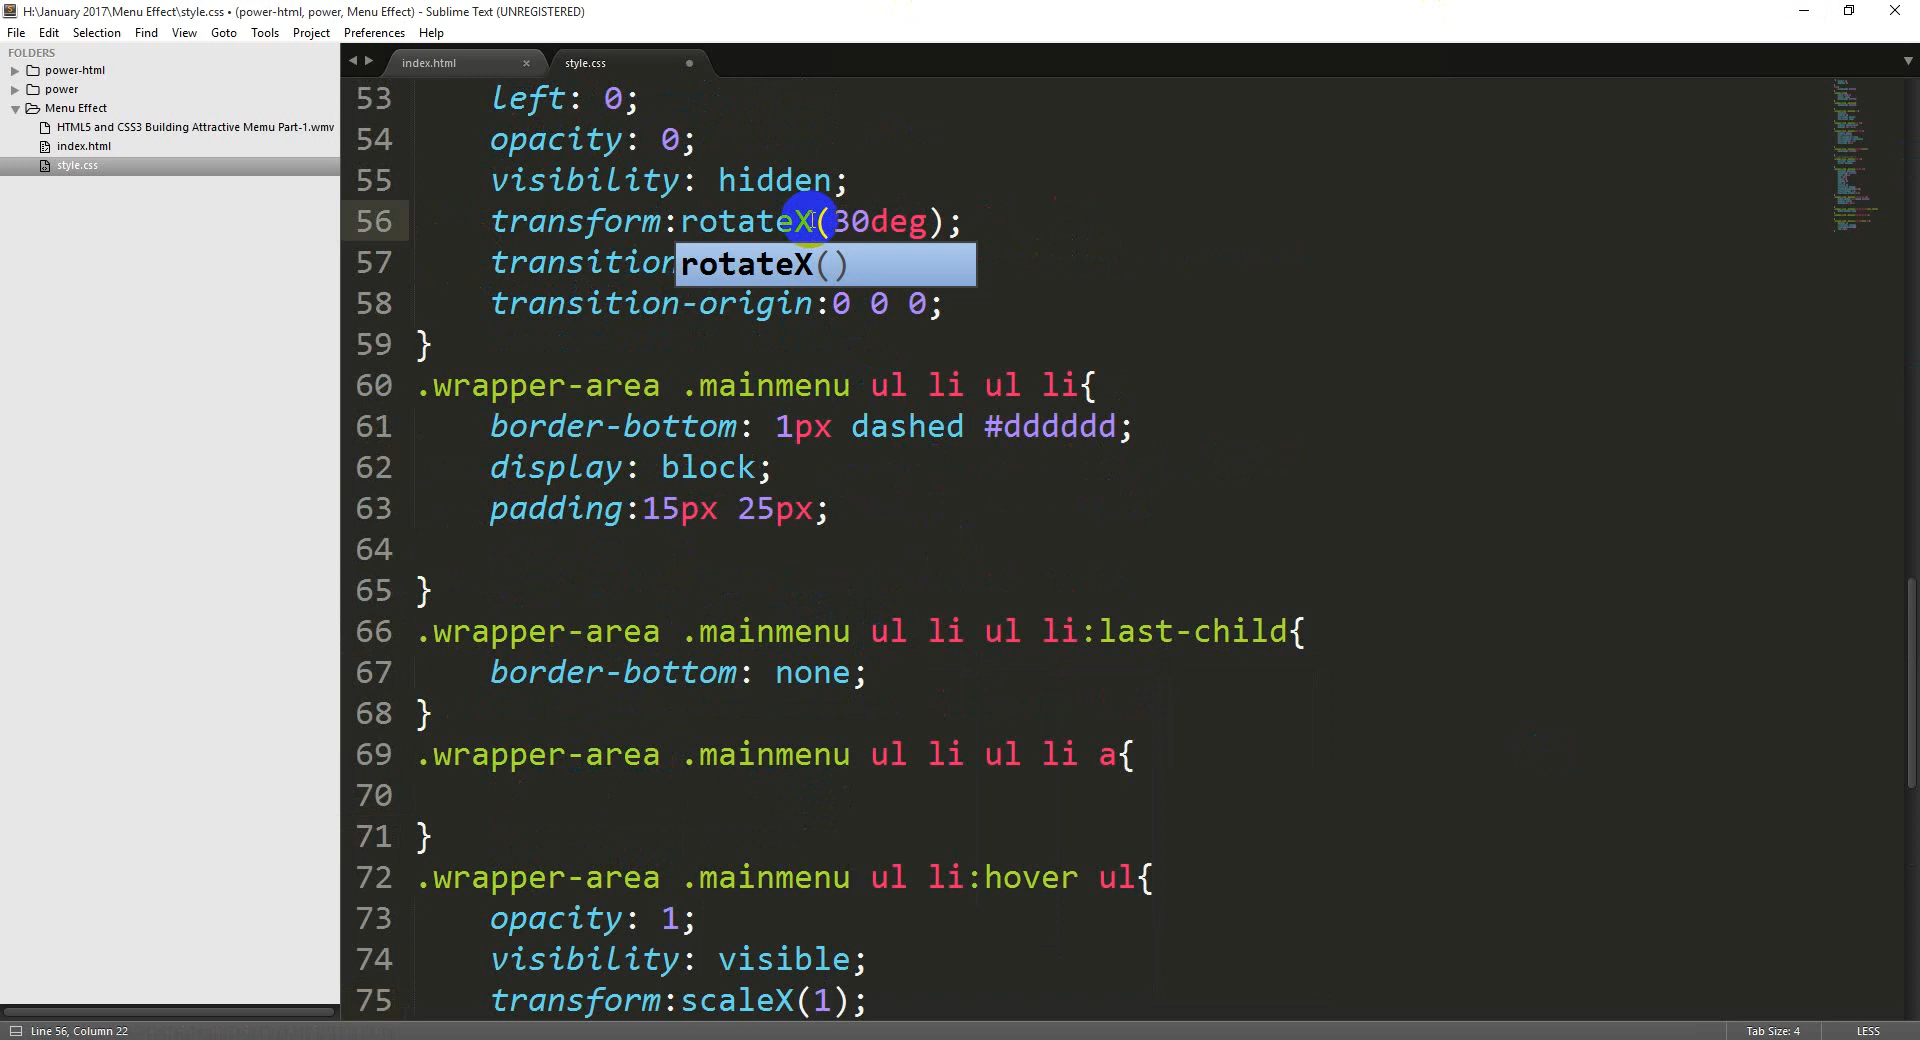 H:\January 2017\Menu Effect\style.css • (power-html, power, Menu Effect) - Sublime Text (UNREGISTERED)
File Edit Selection Find View Goto Tools Project Preferences Help
FOLDERS
power-html
power
Menu Effect
HTML5 and CSS3 Building Attractive Memu Part-1.wmv
index.html
style.css
index.html × style.css
53 left: 0;
54 opacity: 0;
55 visibility: hidden;
56 transform:rotateX(30deg);
57 transition
rotateX()
58 transition-origin:0 0 0;
59 }
60 .wrapper-area .mainmenu ul li ul li{
61 border-bottom: 1px dashed #dddddd;
62 display: block;
63 padding:15px 25px;
64
65 }
66 .wrapper-area .mainmenu ul li ul li:last-child{
67 border-bottom: none;
68 }
69 .wrapper-area .mainmenu ul li ul li a{
70
71 }
72 .wrapper-area .mainmenu ul li:hover ul{
73 opacity: 1;
74 visibility: visible;
75 transform:scaleX(1);
Line 56, Column 22
Tab Size: 4
LESS